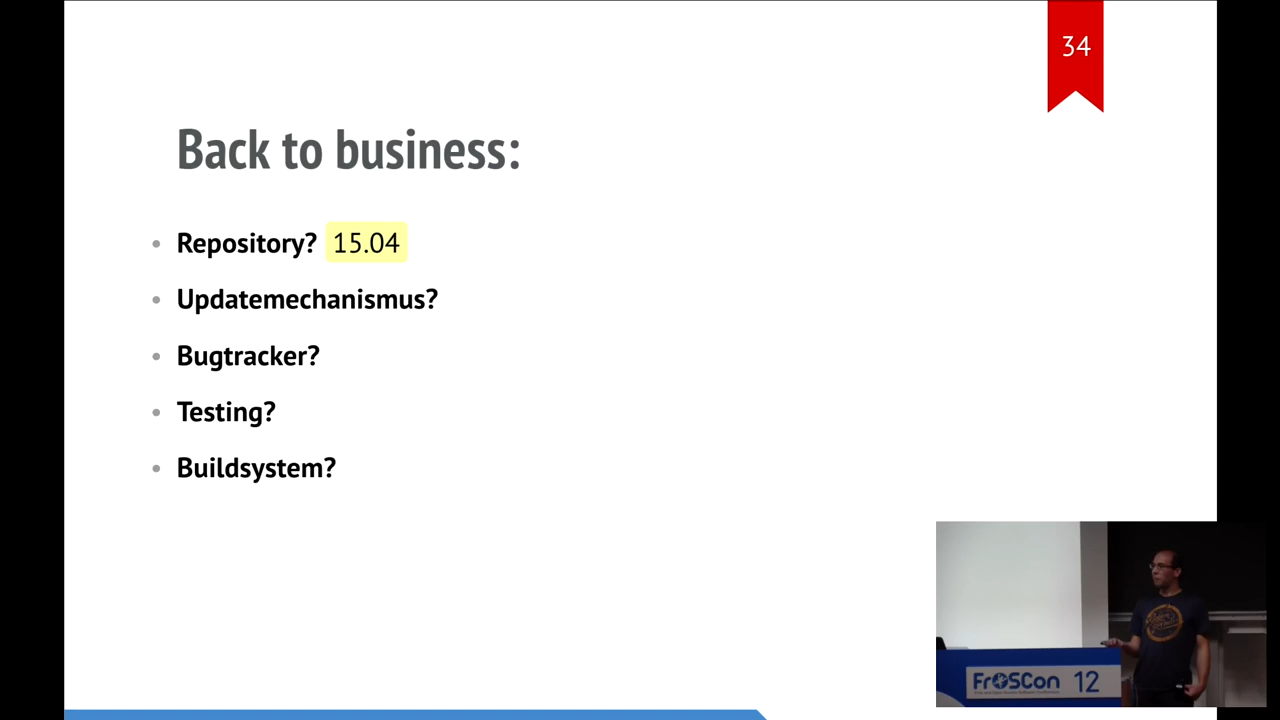 34
Back to business:
Repository? 15.04
Updatemechanismus?
Bugtracker?
Testing?
Buildsystem?
FrOSCon 12